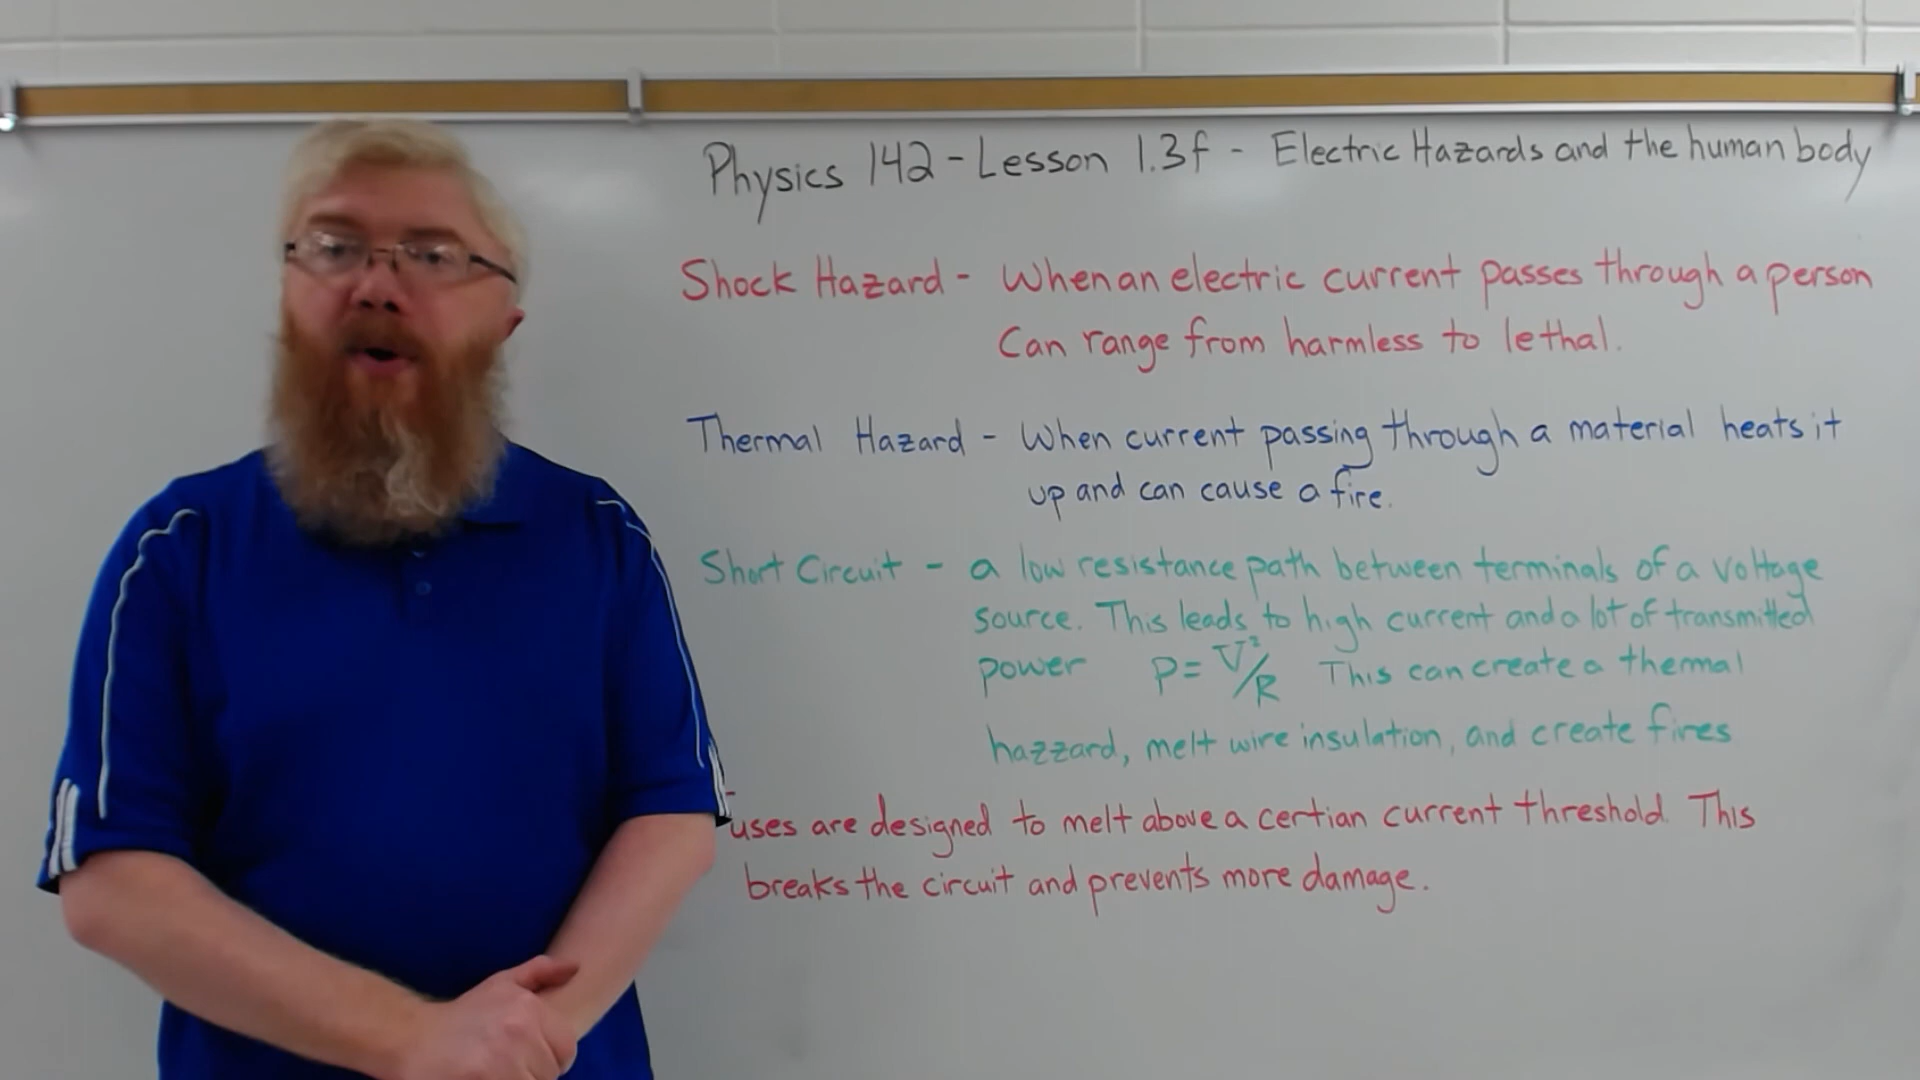 Physics 142 - Lesson 1.3f - Electric Hazards and the human body
Shock Hazard - When an electric current passes through a person
Can range from harmless to lethal.
Thermal Hazard - When current passing through a material heats it
up and can cause a fire.
Short Circuit - a low resistance path between terminals of a voltage
source. This leads to high current and a lot of transmitted
power P = V²/R This can create a thermal
hazzard, melt wire insulation, and create fires
Fuses are designed to melt above a certian current threshold. This
breaks the circuit and prevents more damage.